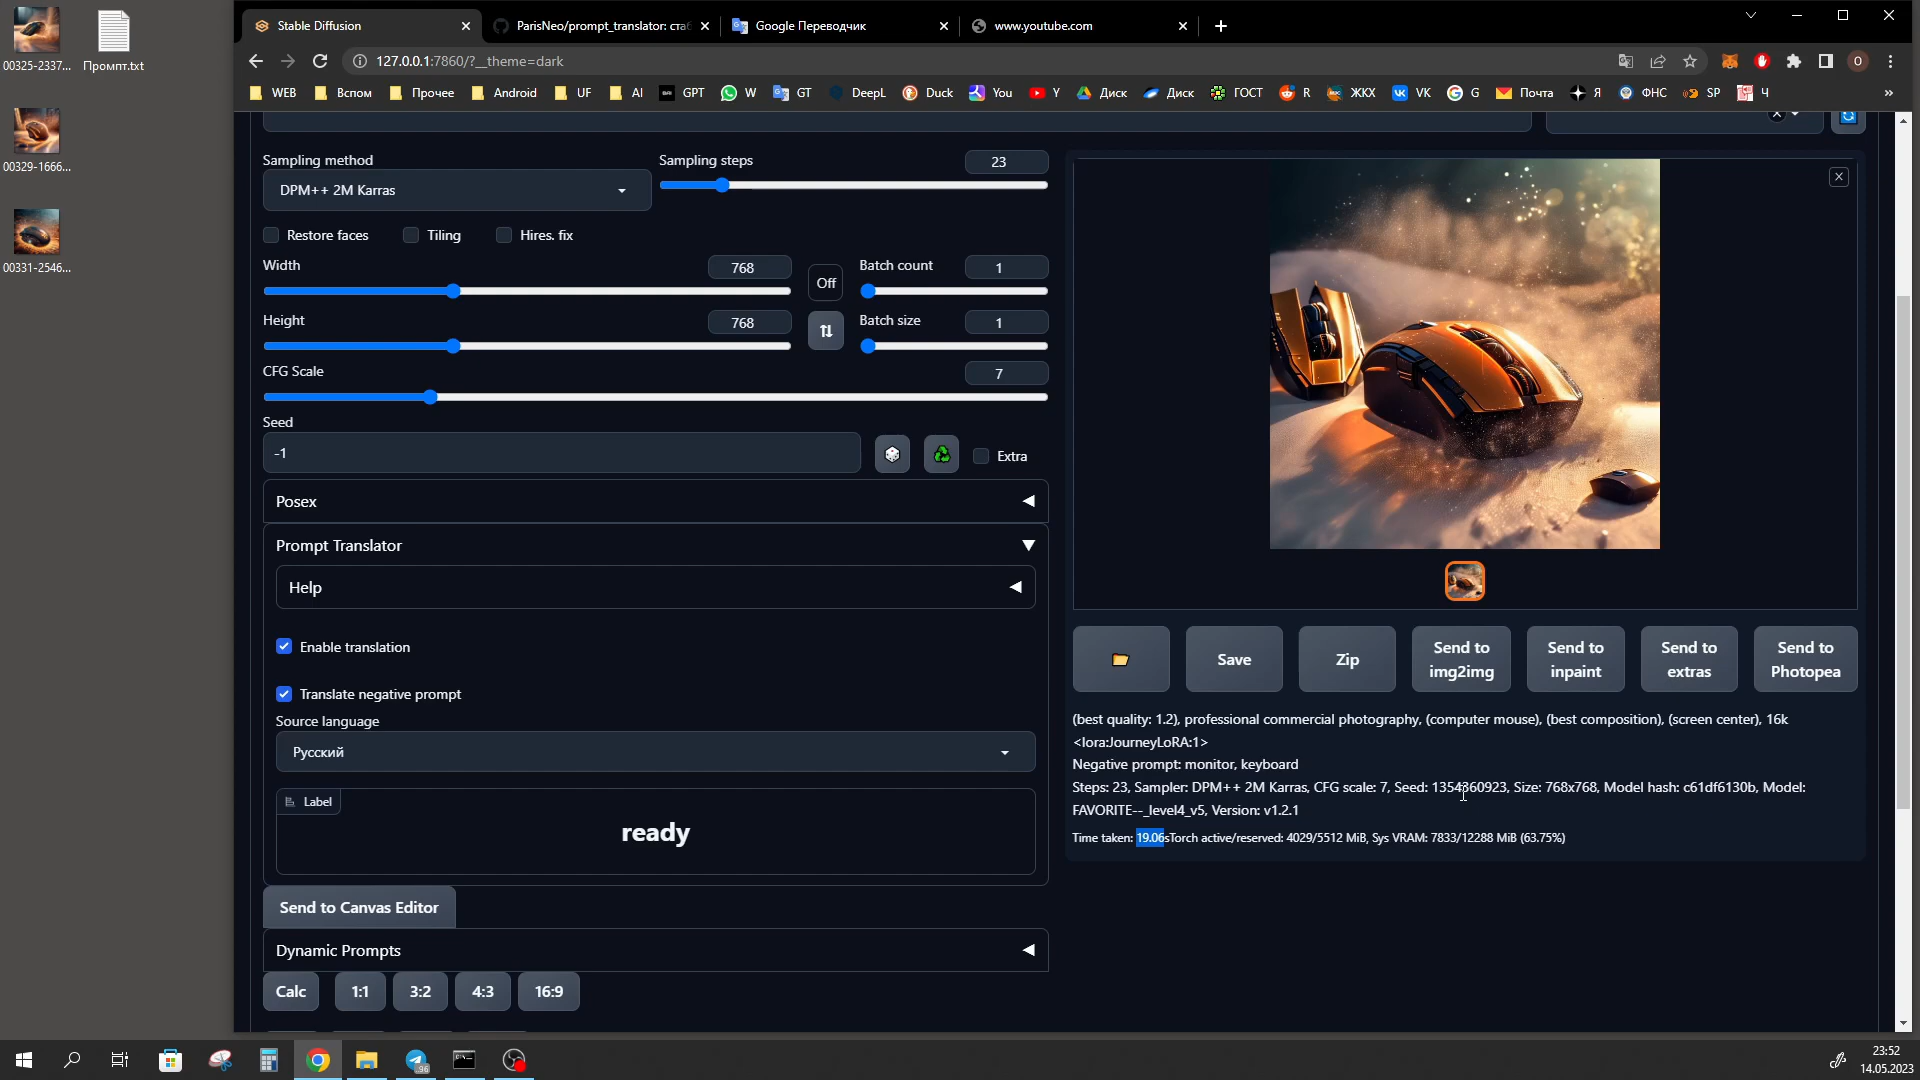 00325-2337...
Промпт.txt
00329-1666...
00331-2546...
Stable Diffusion
ParisNeo/prompt_translator: ста
Google Переводчик
www.youtube.com
127.0.0.1:7860/?__theme=dark
O
WEB
Вспом
Прочее
Android
UF
AI
GPT
W
GT
DeepL
Duck
You
Y
Диск
Диск
ГОСТ
R
ЖКХ
VK
G
Почта
Я
ФНС
SP
Ч
»
Sampling method
Sampling steps
23
DPM++ 2M Karras
Restore faces
Tiling
Hires. fix
Width
768
Off
Batch count
1
Height
768
Batch size
1
CFG Scale
7
Seed
-1
Extra
Posex
Prompt Translator
Help
Enable translation
Translate negative prompt
Source language
Русский
Label
ready
Send to Canvas Editor
Dynamic Prompts
Calc
1:1
3:2
4:3
16:9
Save
Zip
Send to
img2img
Send to
inpaint
Send to
extras
Send to
Photopea
(best quality: 1.2), professional commercial photography, (computer mouse), (best composition), (screen center), 16k
<lora:JourneyLoRA:1>
Negative prompt: monitor, keyboard
Steps: 23, Sampler: DPM++ 2M Karras, CFG scale: 7, Seed: 1354360923, Size: 768x768, Model hash: c61df6130b, Model:
FAVORITE--_level4_v5, Version: v1.2.1
Time taken: 19.06sTorch active/reserved: 4029/5512 MiB, Sys VRAM: 7833/12288 MiB (63.75%)
96
23:52
14.05.2023